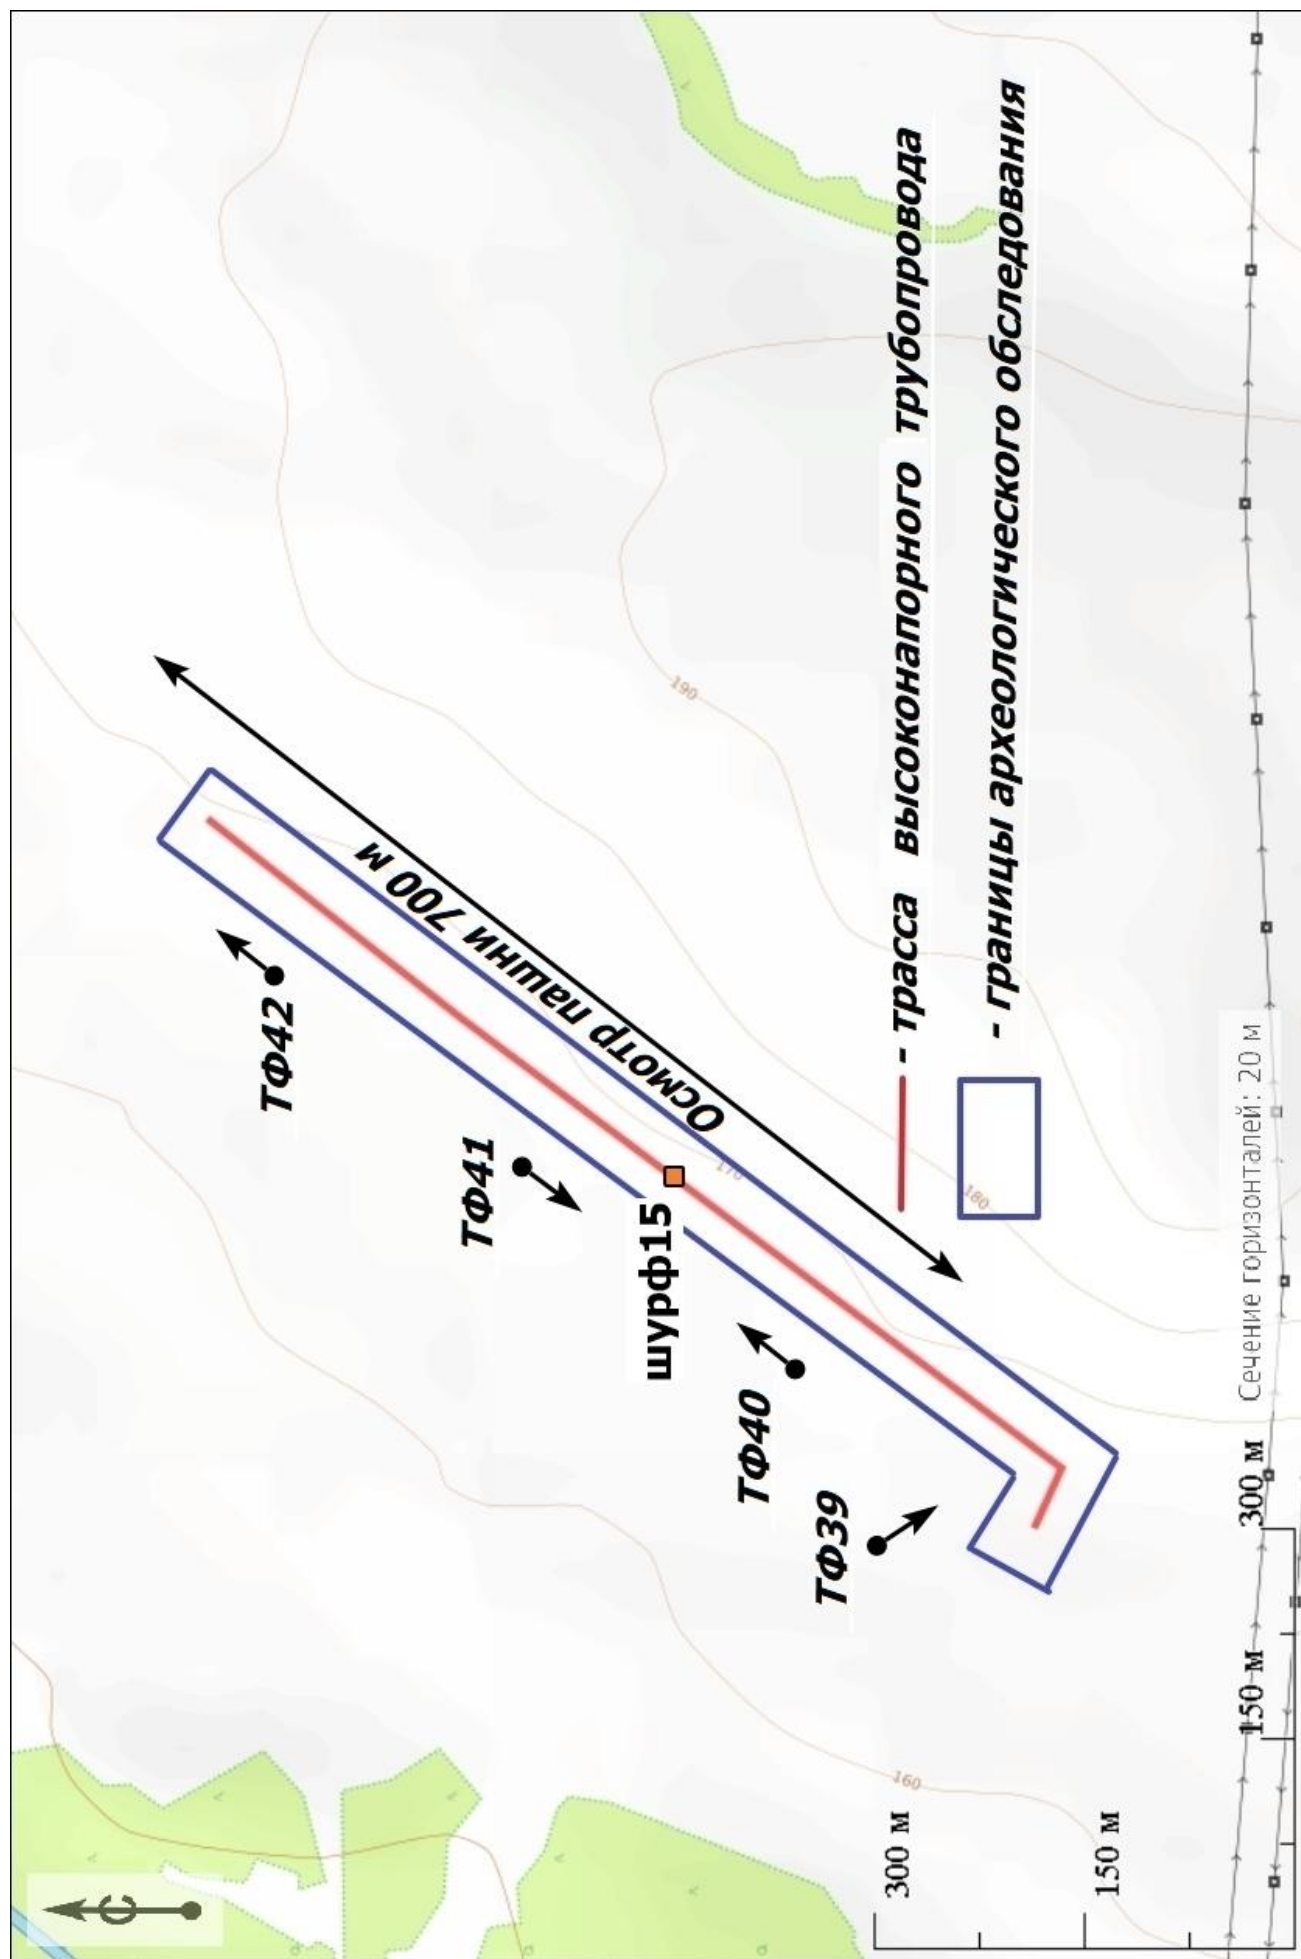 С
ТФ42
Осмотр пашни 700 м
ТФ41
шурф15
ТФ40
ТФ39
190
170
180
160
- трасса высоконапорного трубопровода
- границы археологического обследования
300 м
150 м
150 м
300 м
Сечение горизонталей: 20 м